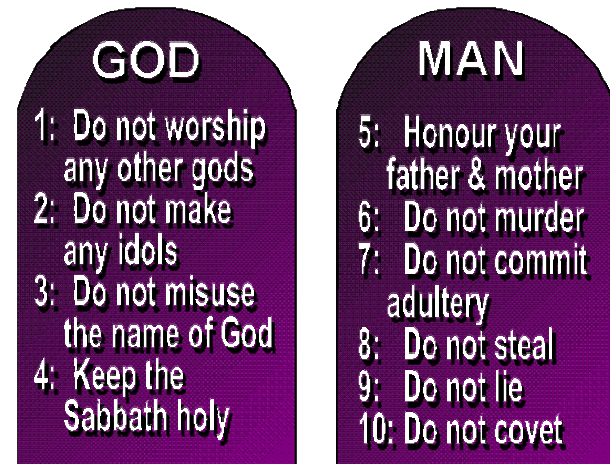 GOD
1: Do not worship
any other gods
2: Do not make
any idols
3: Do not misuse
the name of God
4: Keep the
Sabbath holy
MAN
5: Honour your
father & mother
6: Do not murder
7: Do not commit
adultery
8: Do not steal
9: Do not lie
10: Do not covet